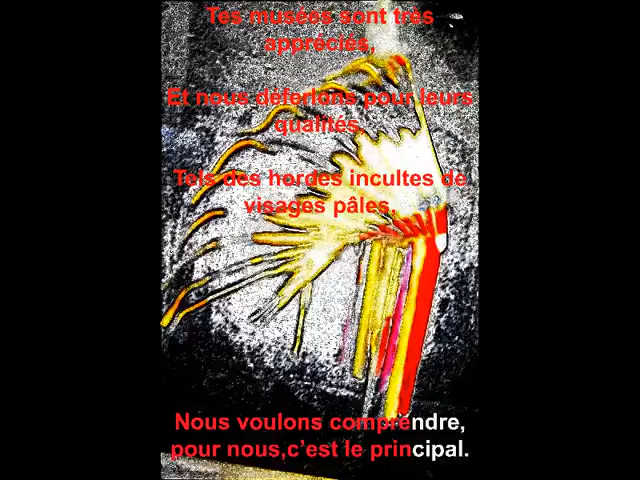 Tes musées sont très
appréciés,
Et nous déferlons pour leurs
qualités,
Tels des hordes incultes de
visages pâles,
Nous voulons comprendre,
pour nous,c’est le principal.